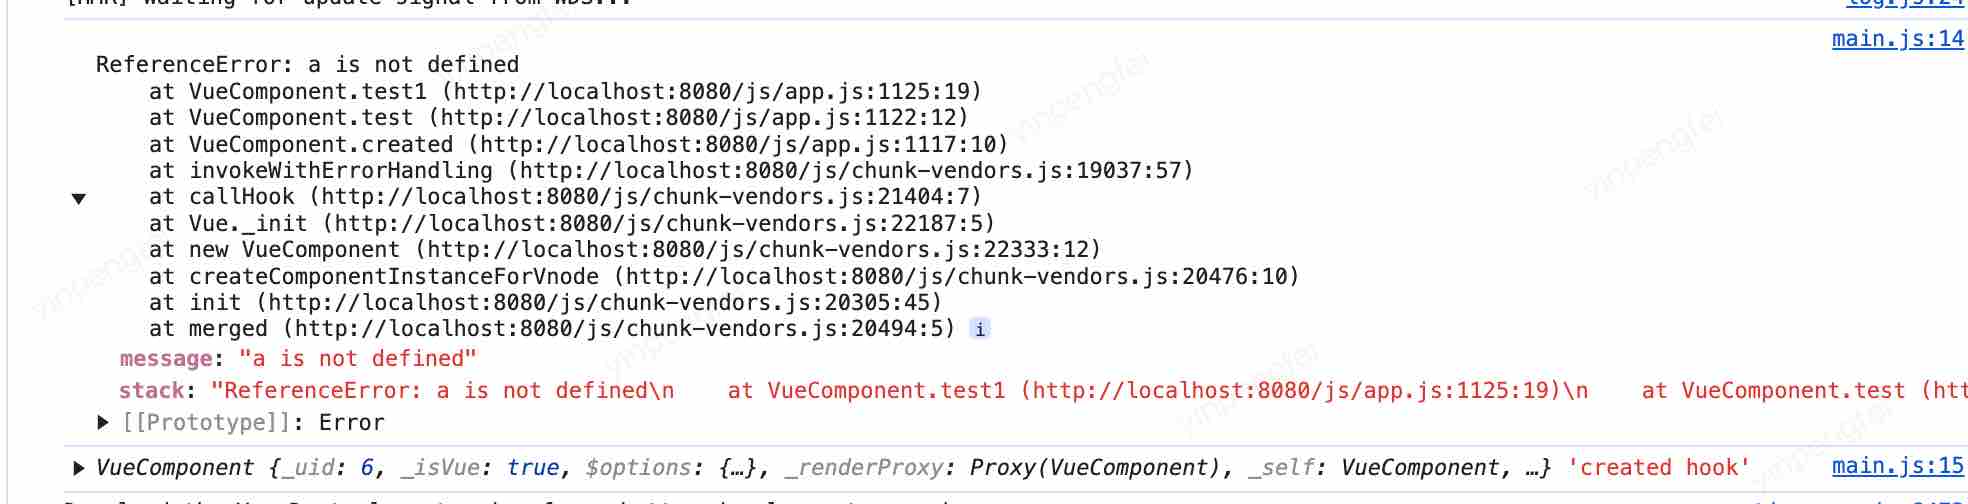 [HMR] Waiting for update signal from WDS...
log.js:24
main.js:14
ReferenceError: a is not defined
at VueComponent.test1 (http://localhost:8080/js/app.js:1125:19)
at VueComponent.test (http://localhost:8080/js/app.js:1122:12)
at VueComponent.created (http://localhost:8080/js/app.js:1117:10)
at invokeWithErrorHandling (http://localhost:8080/js/chunk-vendors.js:19037:57)
at callHook (http://localhost:8080/js/chunk-vendors.js:21404:7)
at Vue._init (http://localhost:8080/js/chunk-vendors.js:22187:5)
at new VueComponent (http://localhost:8080/js/chunk-vendors.js:22333:12)
at createComponentInstanceForVnode (http://localhost:8080/js/chunk-vendors.js:20476:10)
at init (http://localhost:8080/js/chunk-vendors.js:20305:45)
at merged (http://localhost:8080/js/chunk-vendors.js:20494:5) i
message: "a is not defined"
stack: "ReferenceError: a is not defined\n    at VueComponent.test1 (http://localhost:8080/js/app.js:1125:19)\n    at VueComponent.test (htt
[[Prototype]]: Error
VueComponent {_uid: 6, _isVue: true, $options: {…}, _renderProxy: Proxy(VueComponent), _self: VueComponent, …} 'created hook' main.js:15
yinpengfei
yinpengfei